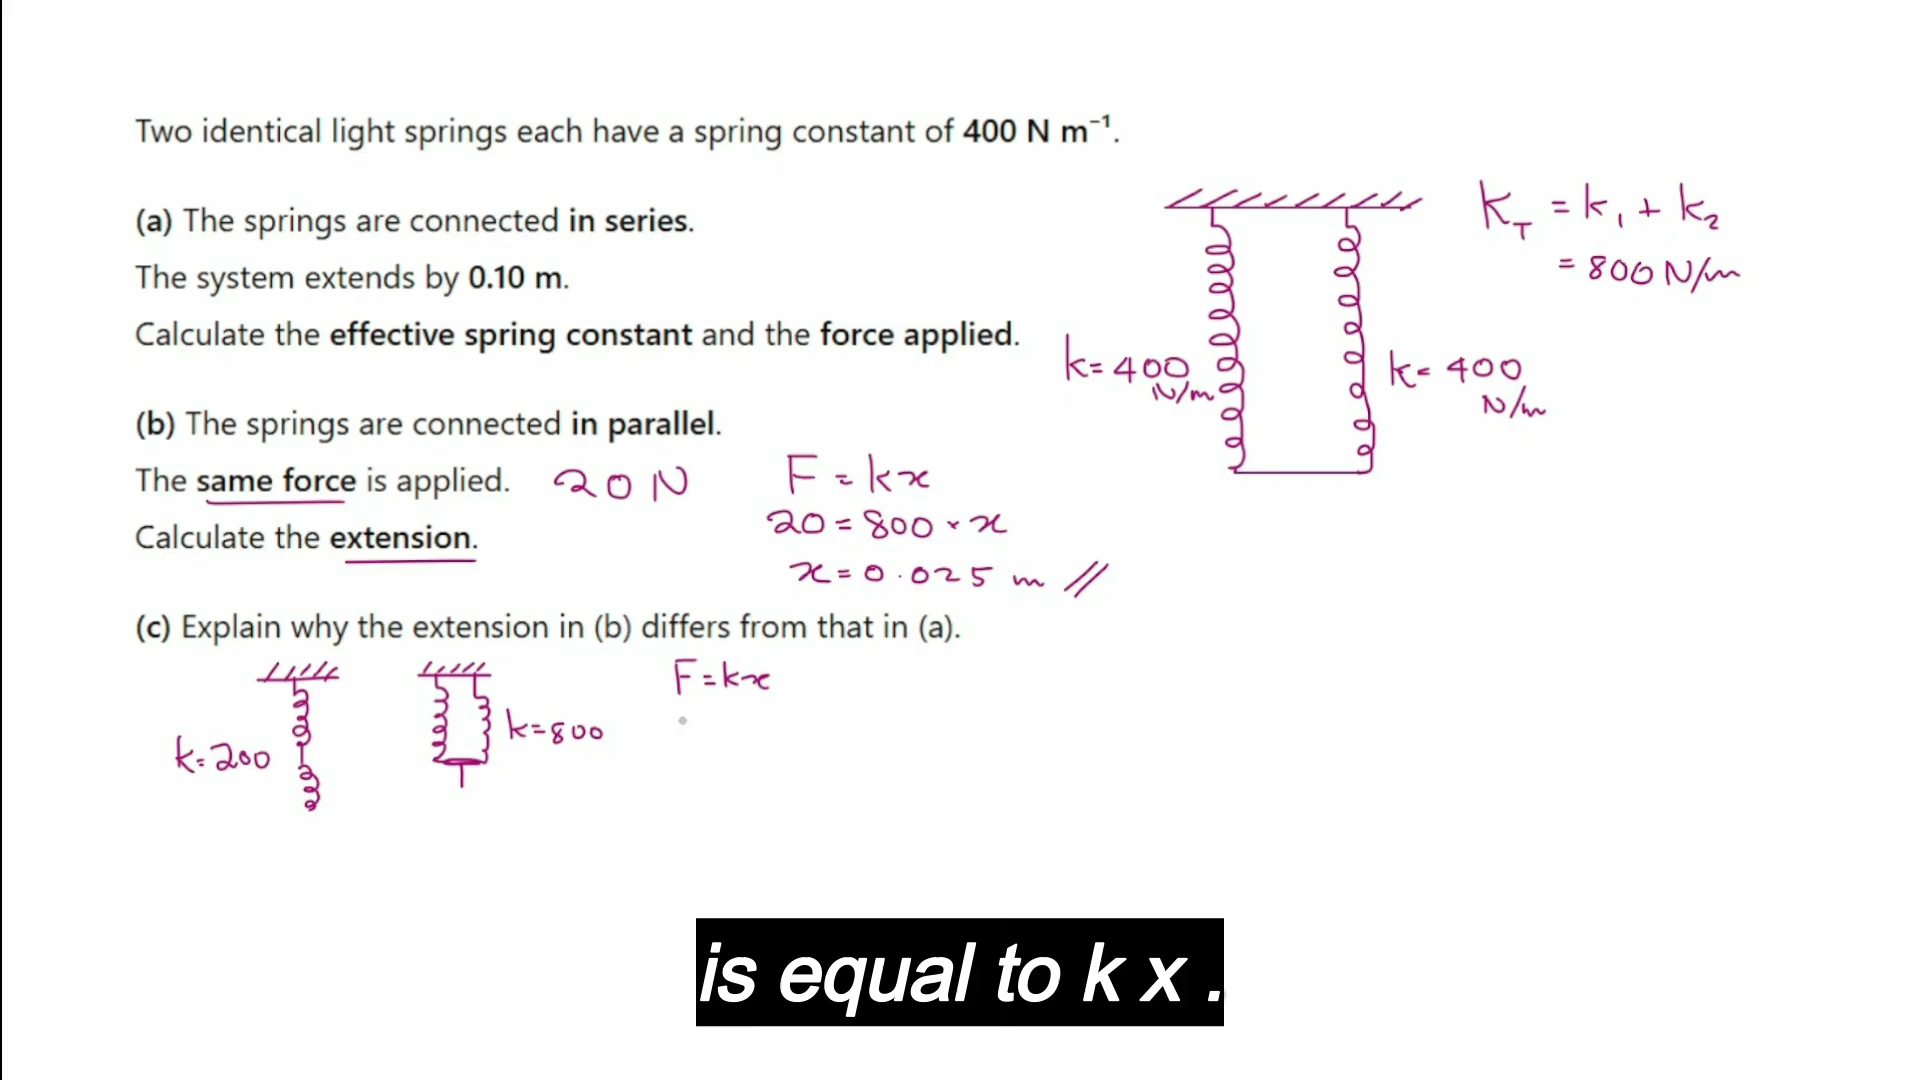 Two identical light springs each have a spring constant of 400 N m⁻¹.
(a) The springs are connected in series.
The system extends by 0.10 m.
Calculate the effective spring constant and the force applied.
K_T = k₁ + k₂
= 800 N/m
k = 400 N/m
k = 400 N/m
(b) The springs are connected in parallel.
The same force is applied. 20 N
Calculate the extension.
F = kx
20 = 800 × x
x = 0.025 m //
(c) Explain why the extension in (b) differs from that in (a).
k = 200
k = 800
F = kx
is equal to k x .